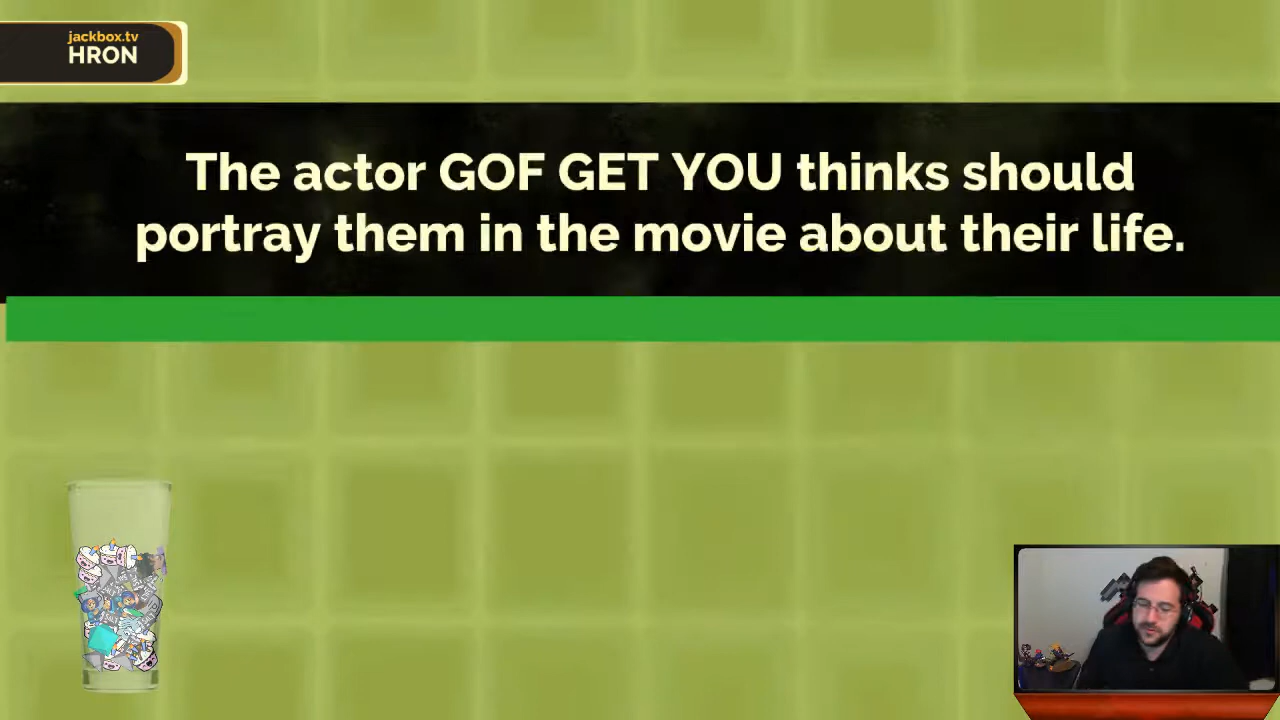 jackbox.tv
HRON
The actor GOF GET YOU thinks should
portray them in the movie about their life.